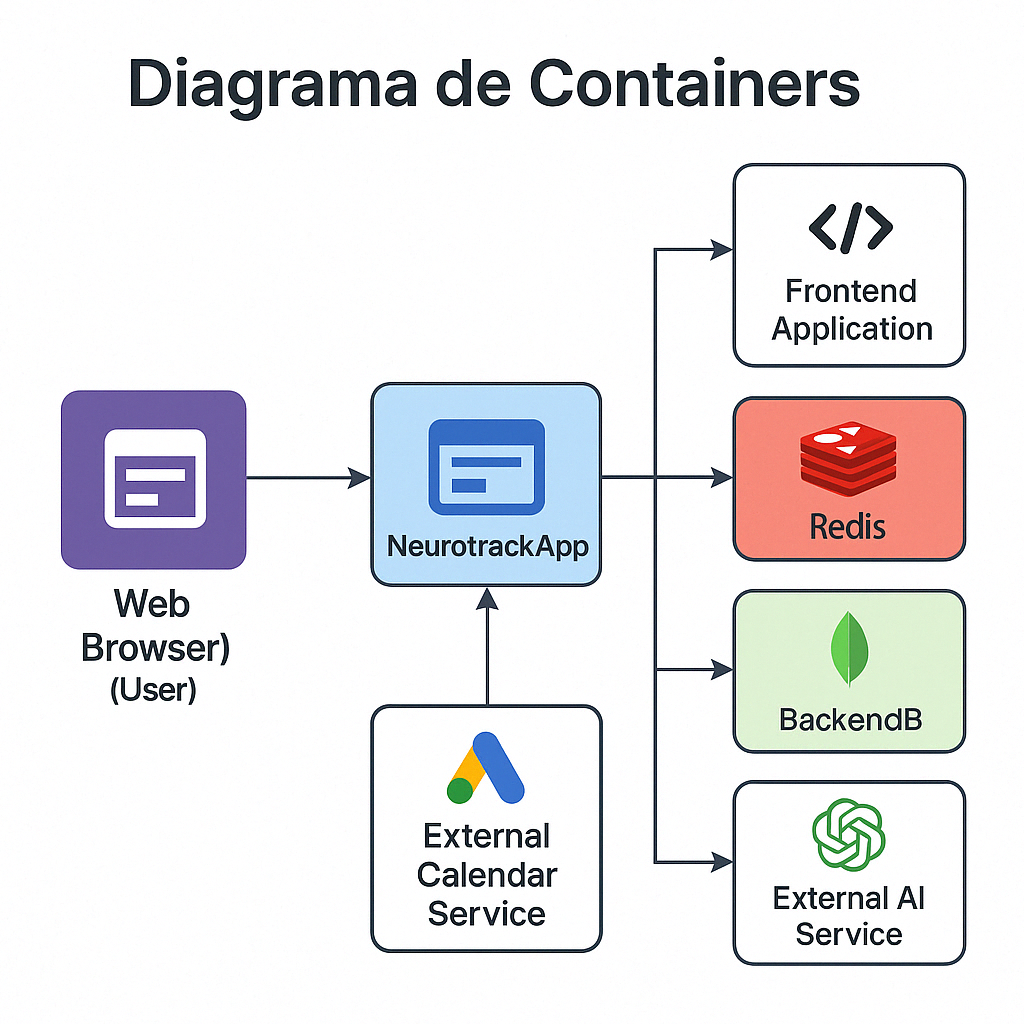 Diagrama de Containers
Web
Browser)
(User)
NeurotrackApp
External
Calendar
Service
</>
Frontend
Application
Redis
BackendB
External AI
Service